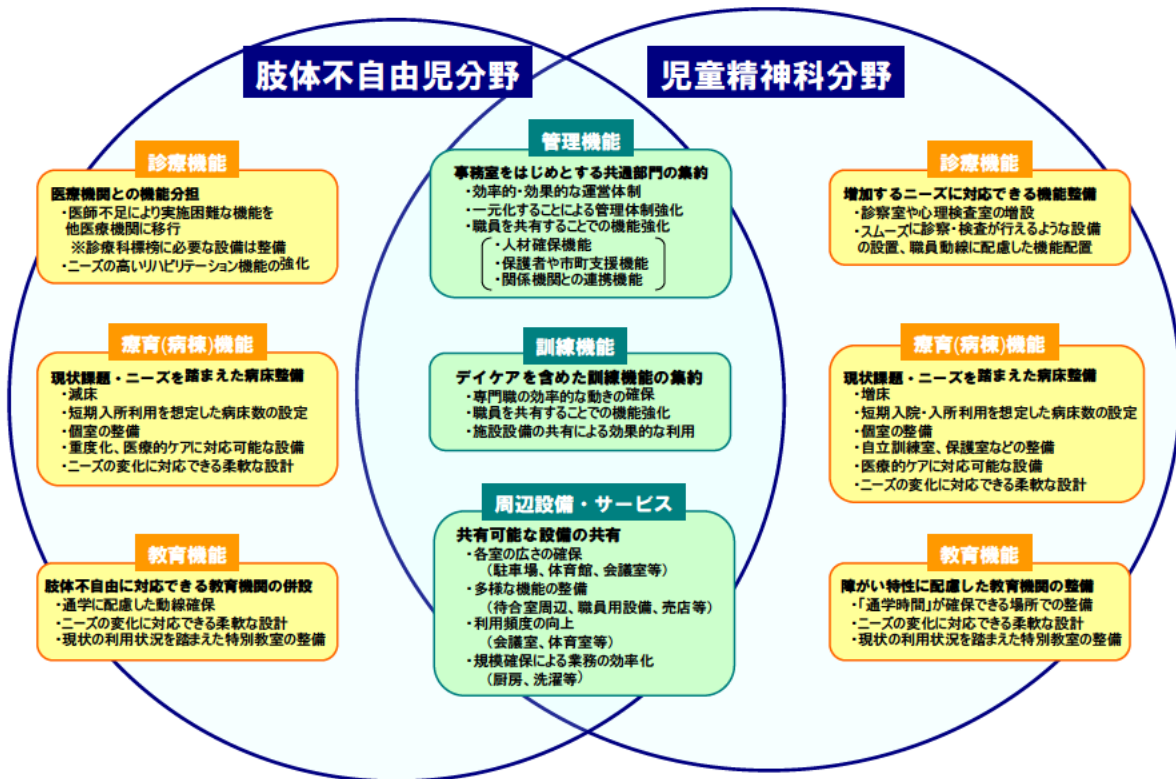 肢体不自由児分野
児童精神科分野
診療機能
医療機関との機能分担
・医師不足により実施困難な機能を
他医療機関に移行
※診療科標榜に必要な設備は整備
・ニーズの高いリハビリテーション機能の強化
療育(病棟)機能
現状課題・ニーズを踏まえた病床整備
・減床
・短期入所利用を想定した病床数の設定
・個室の整備
・重度化、医療的ケアに対応可能な設備
・ニーズの変化に対応できる柔軟な設計
教育機能
肢体不自由に対応できる教育機関の併設
・通学に配慮した動線確保
・ニーズの変化に対応できる柔軟な設計
・現状の利用状況を踏まえた特別教室の整備
管理機能
事務室をはじめとする共通部門の集約
・効率的・効果的な運営体制
・一元化することによる管理体制強化
・職員を共有することでの機能強化
・人材確保機能
・保護者や市町支援機能
・関係機関との連携機能
訓練機能
デイケアを含めた訓練機能の集約
・専門職の効率的な動きの確保
・職員を共有することでの機能強化
・施設設備の共有による効果的な利用
周辺設備・サービス
共有可能な設備の共有
・各室の広さの確保
(駐車場、体育館、会議室等)
・多様な機能の整備
(待合室周辺、職員用設備、売店等)
・利用頻度の向上
(会議室、体育室等)
・規模確保による業務の効率化
(厨房、洗濯等)
診療機能
増加するニーズに対応できる機能整備
・診察室や心理検査室の増設
・スムーズに診察・検査が行えるような設備
の設置、職員動線に配慮した機能配置
療育(病棟)機能
現状課題・ニーズを踏まえた病床整備
・増床
・短期入院・入所利用を想定した病床数の設定
・個室の整備
・自立訓練室、保護室などの整備
・医療的ケアに対応可能な設備
・ニーズの変化に対応できる柔軟な設計
教育機能
障がい特性に配慮した教育機関の整備
・「通学時間」が確保できる場所での整備
・ニーズの変化に対応できる柔軟な設計
・現状の利用状況を踏まえた特別教室の整備